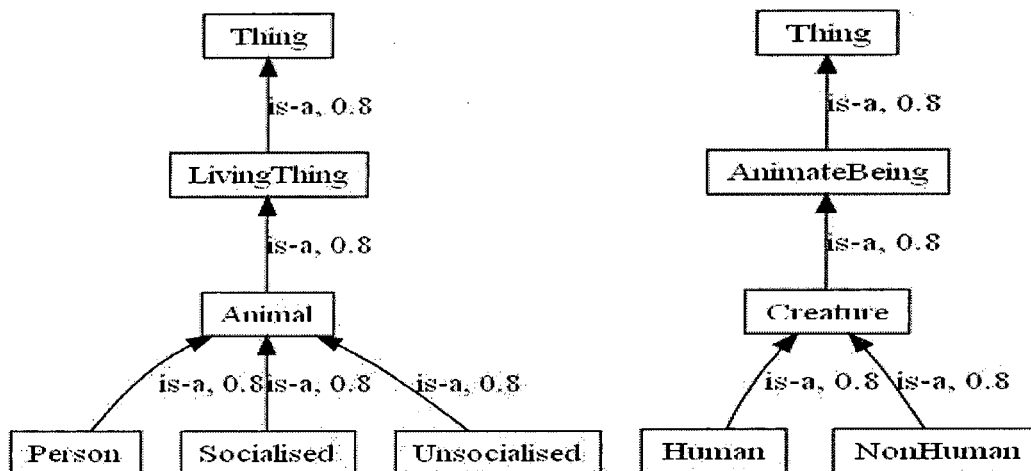 Thing
Thing
is-a, 0.8
is-a, 0.8
LivingThing
AnimateBeing
is-a, 0.8
is-a, 0.8
Animal
Creature
is-a, 0.8
is-a, 0.8
is-a, 0.8
is-a, 0.8
is-a, 0.8
Person
Socialised
Unsocialised
Human
NonHuman